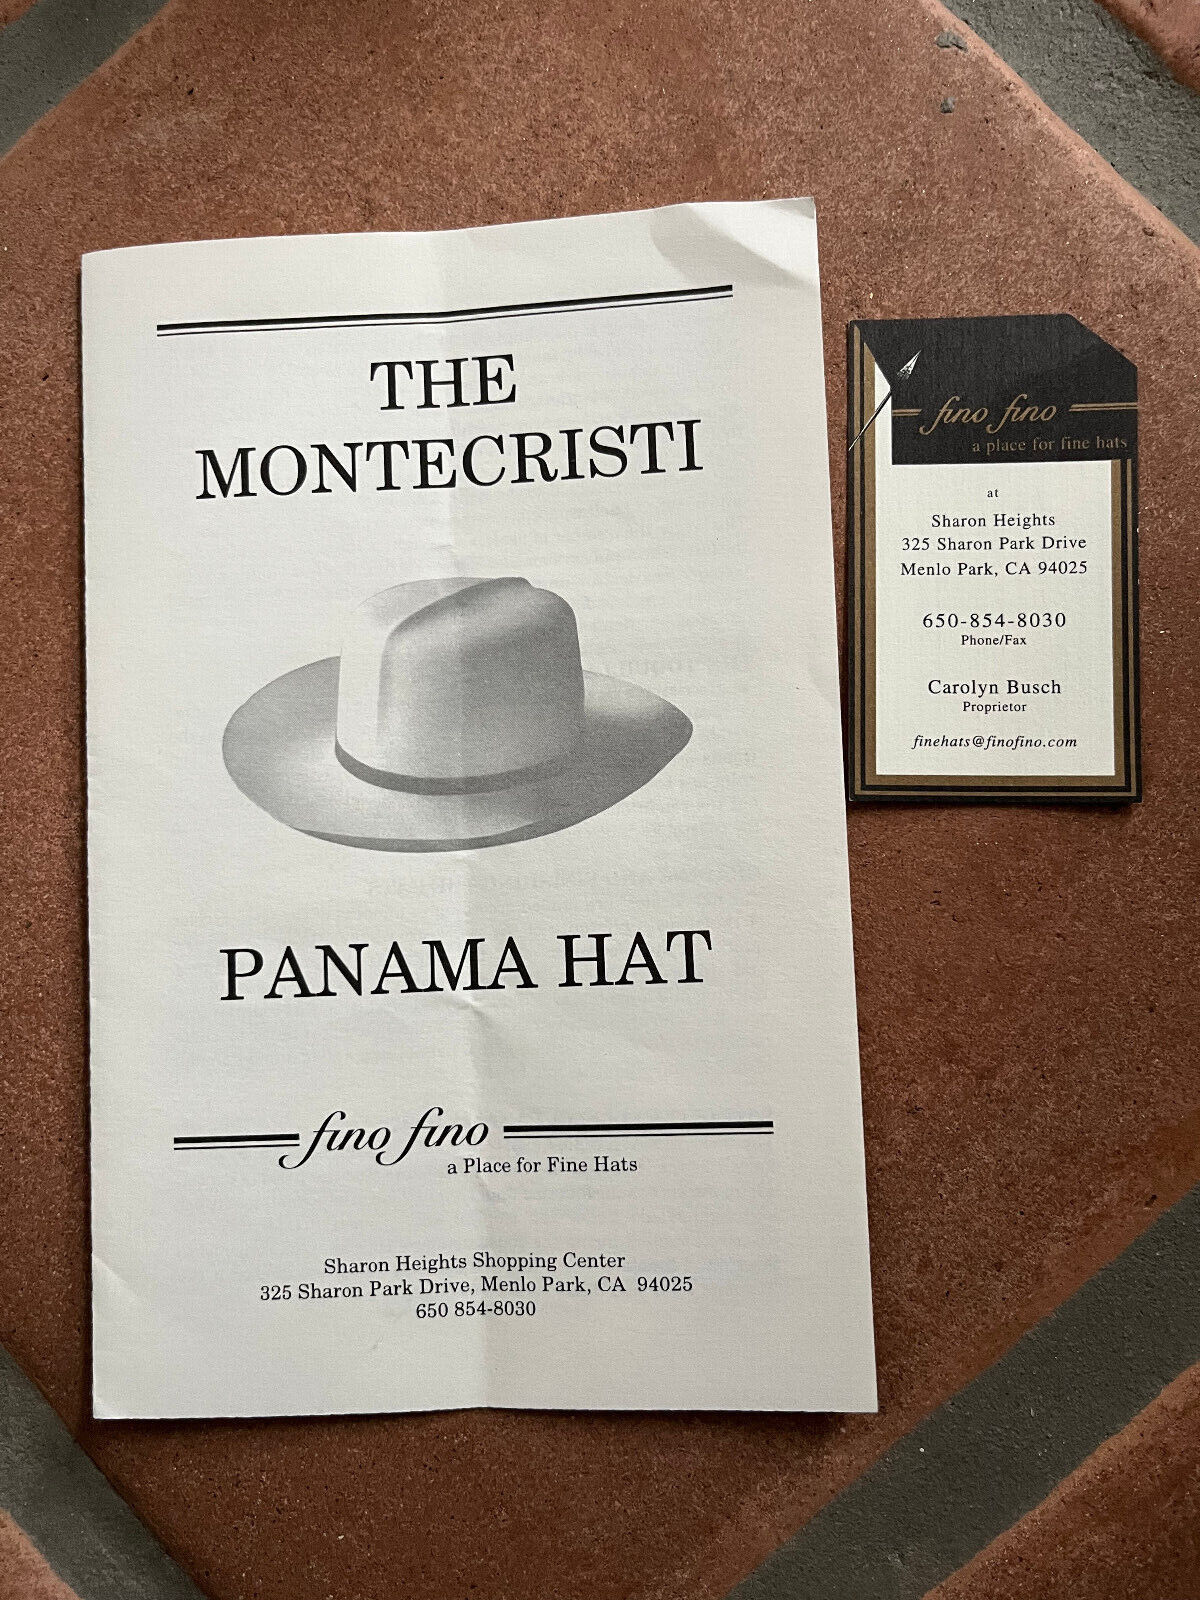 THE
MONTECRISTI
PANAMA HAT
fino fino
a Place for Fine Hats
Sharon Heights Shopping Center
325 Sharon Park Drive, Menlo Park, CA 94025
650 854-8030
fino fino
a place for fine hats
at
Sharon Heights
325 Sharon Park Drive
Menlo Park, CA 94025
650-854-8030
Phone/Fax
Carolyn Busch
Proprietor
finehats@finofino.com